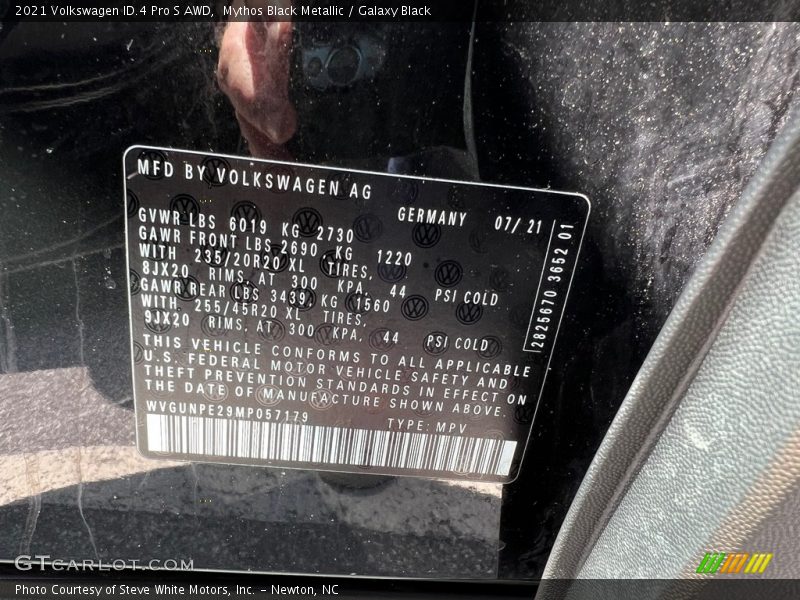 2021 Volkswagen ID.4 Pro S AWD, Mythos Black Metallic / Galaxy Black
MFD BY VOLKSWAGEN AG
GERMANY 07/21
GVWR LBS 6019 KG 2730
GAWR FRONT LBS 2690 KG 1220
WITH 235/20R20 XL TIRES,
8JX20 RIMS, AT 300 KPA, 44 PSI COLD
GAWR REAR LBS 3439, KG 1560
WITH 255/45R20 XL TIRES,
9JX20 RIMS, AT 300 KPA, 44 PSI COLD
THIS VEHICLE CONFORMS TO ALL APPLICABLE
U.S. FEDERAL MOTOR VEHICLE SAFETY AND
THEFT PREVENTION STANDARDS IN EFFECT ON
THE DATE OF MANUFACTURE SHOWN ABOVE.
WVGUNPE29MP057179 TYPE: MPV
2825670 3652 01
GTCARLOT.COM
Photo Courtesy of Steve White Motors, Inc. – Newton, NC